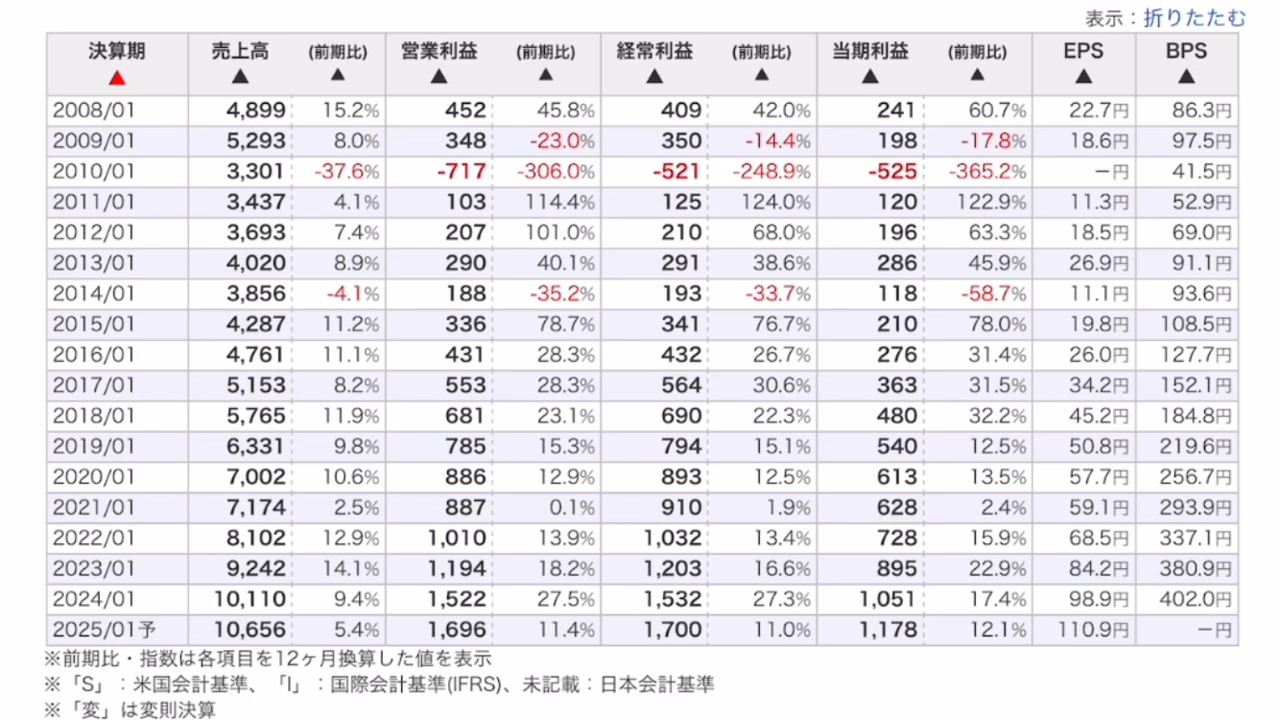 表示：折りたたむ
決算期 売上高 (前期比) 営業利益 (前期比) 経常利益 (前期比) 当期利益 (前期比) EPS BPS
▲ ▲ ▲ ▲ ▲ ▲ ▲ ▲ ▲ ▲ ▲
2008/01 4,899 15.2% 452 45.8% 409 42.0% 241 60.7% 22.7円 86.3円
2009/01 5,293 8.0% 348 -23.0% 350 -14.4% 198 -17.8% 18.6円 97.5円
2010/01 3,301 -37.6% -717 -306.0% -521 -248.9% -525 -365.2% －円 41.5円
2011/01 3,437 4.1% 103 114.4% 125 124.0% 120 122.9% 11.3円 52.9円
2012/01 3,693 7.4% 207 101.0% 210 68.0% 196 63.3% 18.5円 69.0円
2013/01 4,020 8.9% 290 40.1% 291 38.6% 286 45.9% 26.9円 91.1円
2014/01 3,856 -4.1% 188 -35.2% 193 -33.7% 118 -58.7% 11.1円 93.6円
2015/01 4,287 11.2% 336 78.7% 341 76.7% 210 78.0% 19.8円 108.5円
2016/01 4,761 11.1% 431 28.3% 432 26.7% 276 31.4% 26.0円 127.7円
2017/01 5,153 8.2% 553 28.3% 564 30.6% 363 31.5% 34.2円 152.1円
2018/01 5,765 11.9% 681 23.1% 690 22.3% 480 32.2% 45.2円 184.8円
2019/01 6,331 9.8% 785 15.3% 794 15.1% 540 12.5% 50.8円 219.6円
2020/01 7,002 10.6% 886 12.9% 893 12.5% 613 13.5% 57.7円 256.7円
2021/01 7,174 2.5% 887 0.1% 910 1.9% 628 2.4% 59.1円 293.9円
2022/01 8,102 12.9% 1,010 13.9% 1,032 13.4% 728 15.9% 68.5円 337.1円
2023/01 9,242 14.1% 1,194 18.2% 1,203 16.6% 895 22.9% 84.2円 380.9円
2024/01 10,110 9.4% 1,522 27.5% 1,532 27.3% 1,051 17.4% 98.9円 402.0円
2025/01予 10,656 5.4% 1,696 11.4% 1,700 11.0% 1,178 12.1% 110.9円 －円
※前期比・指数は各項目を12ヶ月換算した値を表示
※「S」：米国会計基準、「I」：国際会計基準(IFRS)、未記載：日本会計基準
※「変」は変則決算